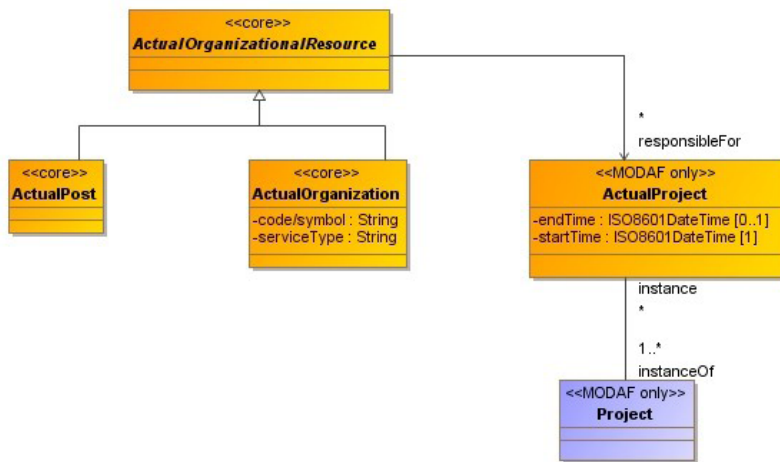 <<core>>
ActualOrganizationalResource
*
responsibleFor
<<core>>
ActualPost
<<core>>
ActualOrganization
-code/symbol : String
-serviceType : String
<<MODAF only>>
ActualProject
-endTime : ISO8601DateTime [0..1]
-startTime : ISO8601DateTime [1]
instance
*
1..*
instanceOf
<<MODAF only>>
Project